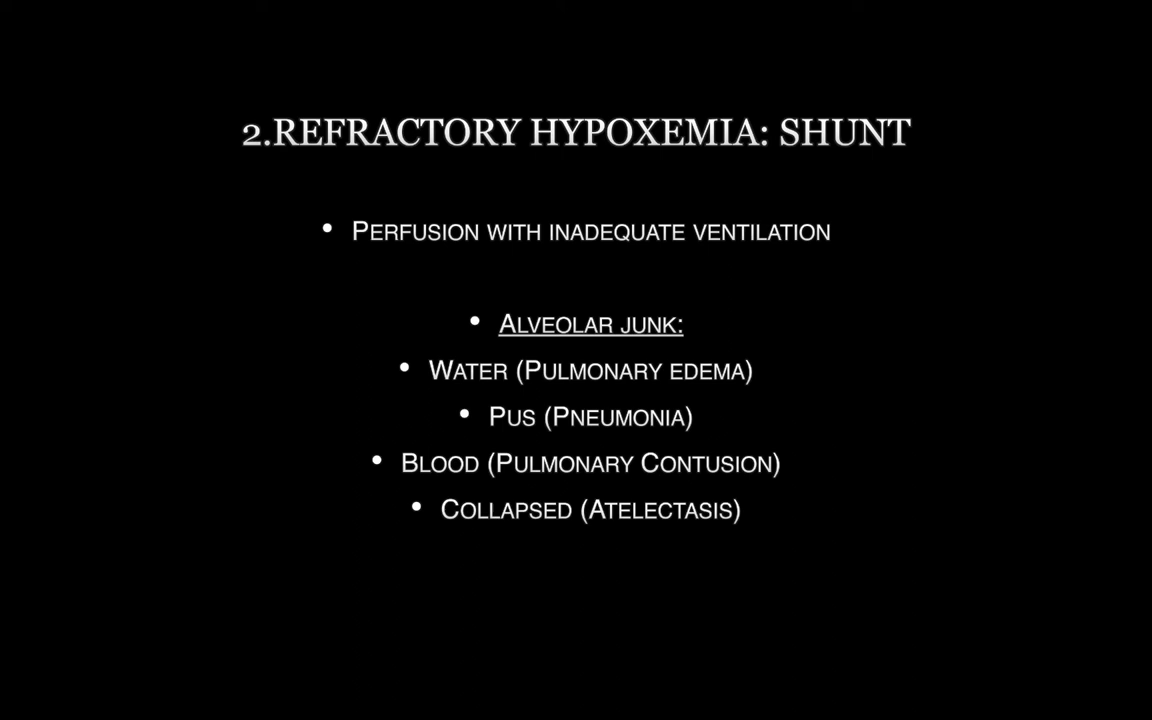 2.REFRACTORY HYPOXEMIA: SHUNT
• PERFUSION WITH INADEQUATE VENTILATION
• ALVEOLAR JUNK:
• WATER (PULMONARY EDEMA)
• PUS (PNEUMONIA)
• BLOOD (PULMONARY CONTUSION)
• COLLAPSED (ATELECTASIS)